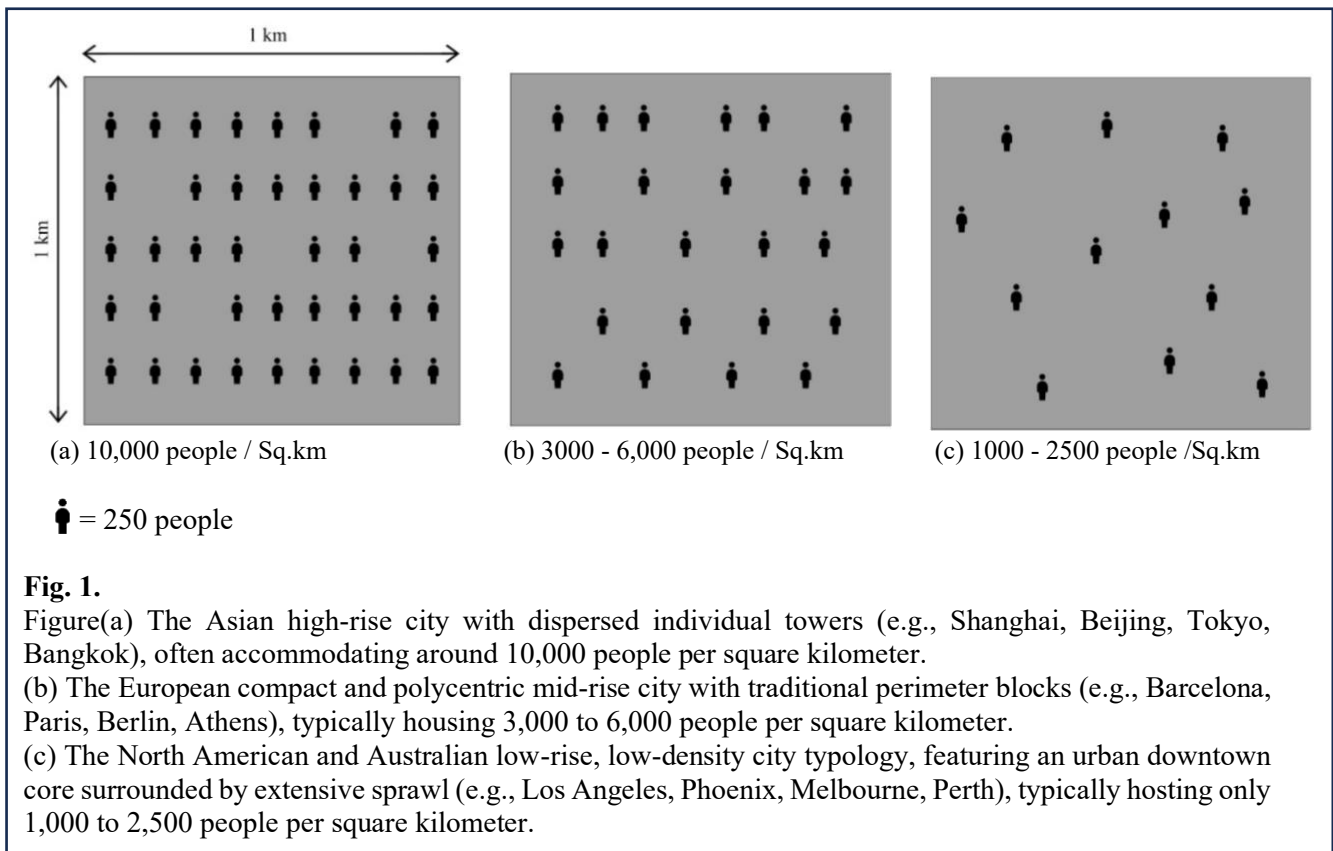 1 km
1 km
(a) 10,000 people / Sq.km
(b) 3000 - 6,000 people / Sq.km
(c) 1000 - 2500 people /Sq.km
= 250 people
Fig. 1.
Figure(a) The Asian high-rise city with dispersed individual towers (e.g., Shanghai, Beijing, Tokyo,
Bangkok), often accommodating around 10,000 people per square kilometer.
(b) The European compact and polycentric mid-rise city with traditional perimeter blocks (e.g., Barcelona,
Paris, Berlin, Athens), typically housing 3,000 to 6,000 people per square kilometer.
(c) The North American and Australian low-rise, low-density city typology, featuring an urban downtown
core surrounded by extensive sprawl (e.g., Los Angeles, Phoenix, Melbourne, Perth), typically hosting only
1,000 to 2,500 people per square kilometer.